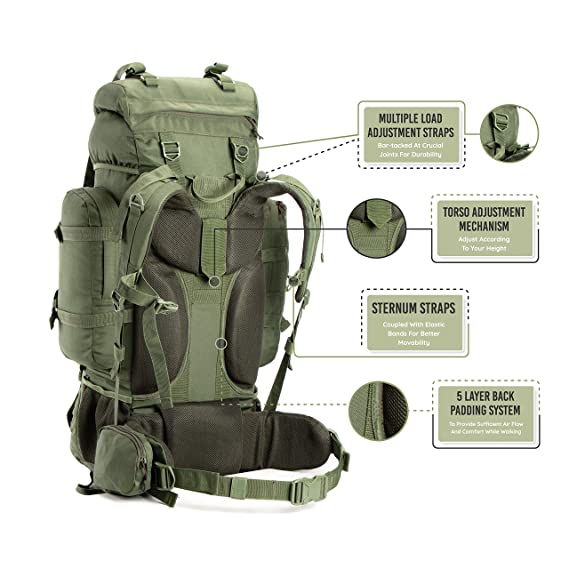 MULTIPLE LOAD
ADJUSTMENT STRAPS
Bar-tacked At Crucial
Joints For Durability
TORSO ADJUSTMENT
MECHANISM
Adjust According
To Your Height
STERNUM STRAPS
Coupled With Elastic
Bands For Better
Movability
5 LAYER BACK
PADDING SYSTEM
To Provide Sufficient Air Flow
And Comfort While Walking